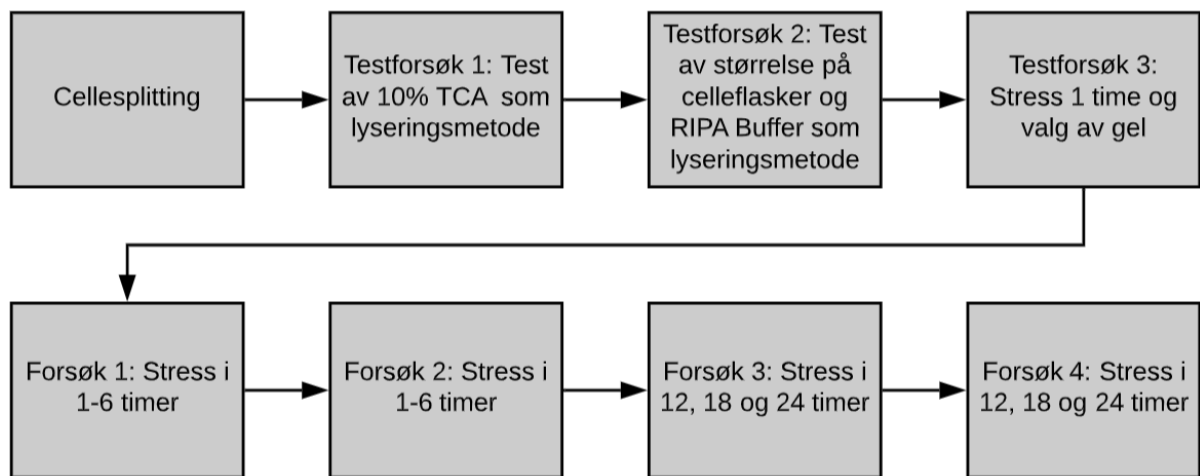 Cellesplitting
Testforsøk 1: Test
av 10% TCA som
lyseringsmetode
Testforsøk 2: Test
av størrelse på
celleflasker og
RIPA Buffer som
lyseringsmetode
Testforsøk 3:
Stress 1 time og
valg av gel
Forsøk 1: Stress i
1-6 timer
Forsøk 2: Stress i
1-6 timer
Forsøk 3: Stress i
12, 18 og 24 timer
Forsøk 4: Stress i
12, 18 og 24 timer